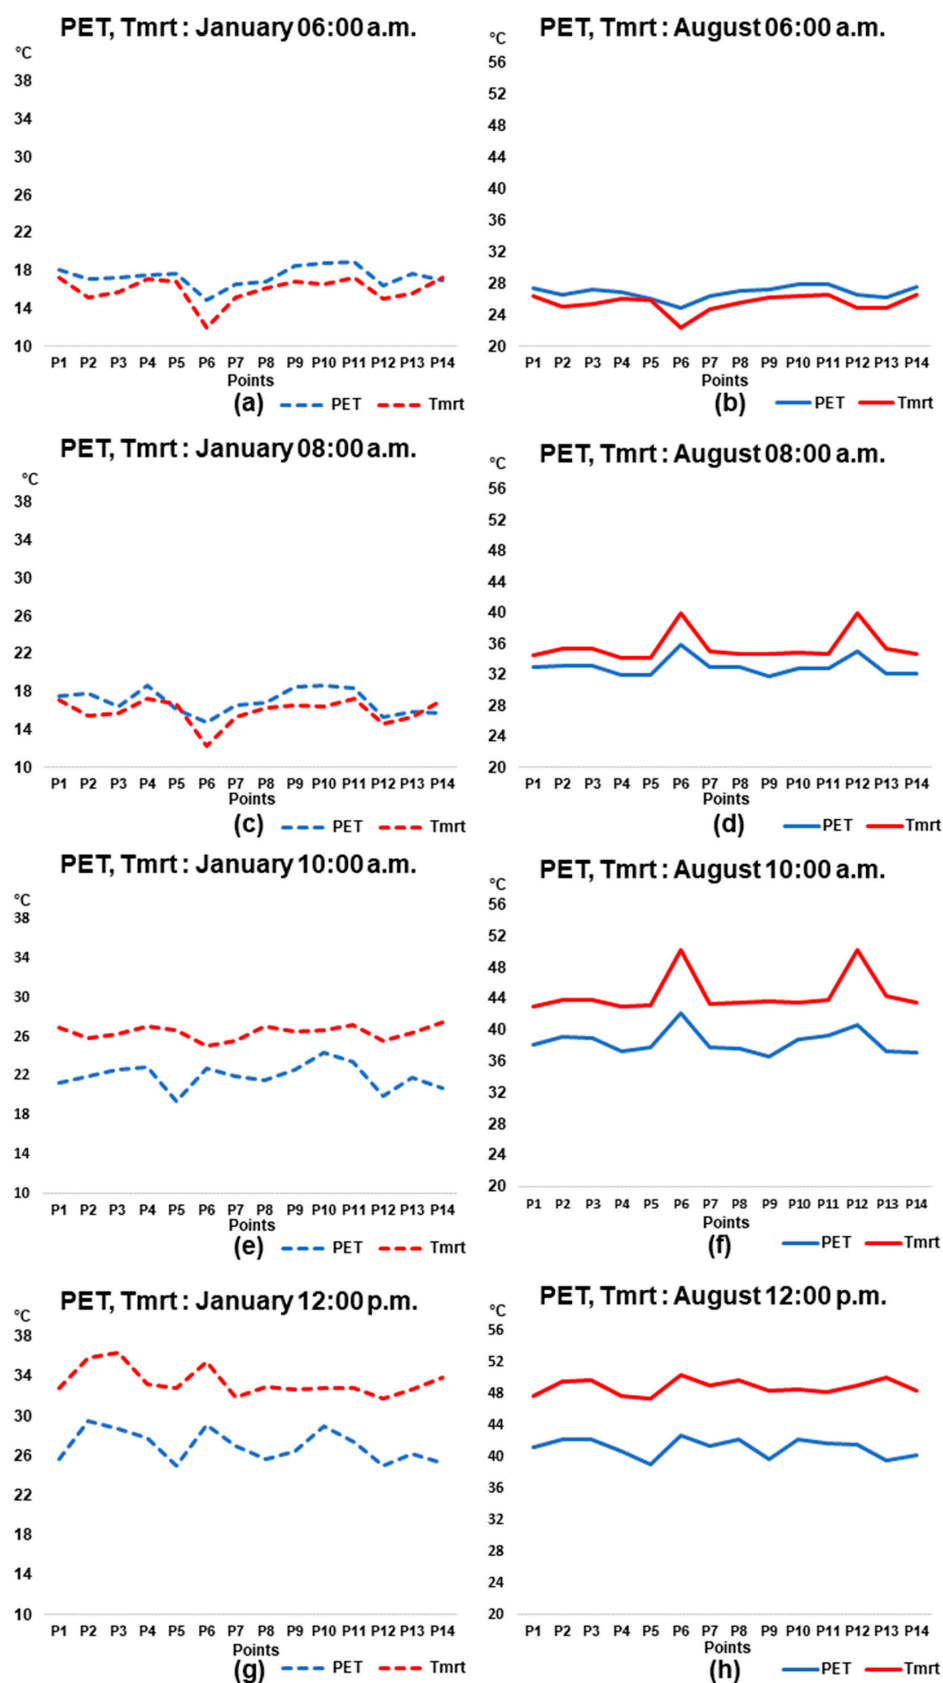 PET, Tmrt : January 06:00 a.m.
°C
38
34
30
26
22
18
14
10
P1 P2 P3 P4 P5 P6 P7 P8 P9 P10 P11 P12 P13 P14
Points
(a) PET Tmrt
PET, Tmrt : August 06:00 a.m.
°C
56
52
48
44
40
36
32
28
24
20
P1 P2 P3 P4 P5 P6 P7 P8 P9 P10 P11 P12 P13 P14
Points
(b) PET Tmrt
PET, Tmrt : January 08:00 a.m.
°C
38
34
30
26
22
18
14
10
P1 P2 P3 P4 P5 P6 P7 P8 P9 P10 P11 P12 P13 P14
Points
(c) PET Tmrt
PET, Tmrt : August 08:00 a.m.
°C
56
52
48
44
40
36
32
28
24
20
P1 P2 P3 P4 P5 P6 P7 P8 P9 P10 P11 P12 P13 P14
Points
(d) PET Tmrt
PET, Tmrt : January 10:00 a.m.
°C
38
34
30
26
22
18
14
10
P1 P2 P3 P4 P5 P6 P7 P8 P9 P10 P11 P12 P13 P14
Points
(e) PET Tmrt
PET, Tmrt : August 10:00 a.m.
°C
56
52
48
44
40
36
32
28
24
20
P1 P2 P3 P4 P5 P6 P7 P8 P9 P10 P11 P12 P13 P14
Points
(f) PET Tmrt
PET, Tmrt : January 12:00 p.m.
°C
38
34
30
26
22
18
14
10
P1 P2 P3 P4 P5 P6 P7 P8 P9 P10 P11 P12 P13 P14
Points
(g) PET Tmrt
PET, Tmrt : August 12:00 p.m.
°C
56
52
48
44
40
36
32
28
24
20
P1 P2 P3 P4 P5 P6 P7 P8 P9 P10 P11 P12 P13 P14
Points
(h) PET Tmrt